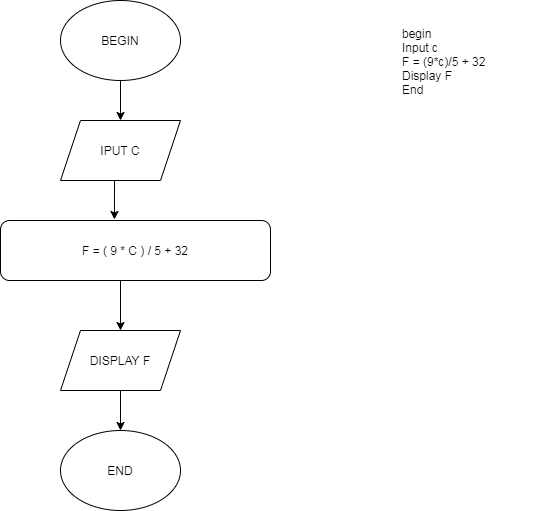 BEGIN
IPUT C
F = ( 9 * C ) / 5 + 32
DISPLAY F
END
begin
Input c
F = (9*c)/5 + 32
Display F
End